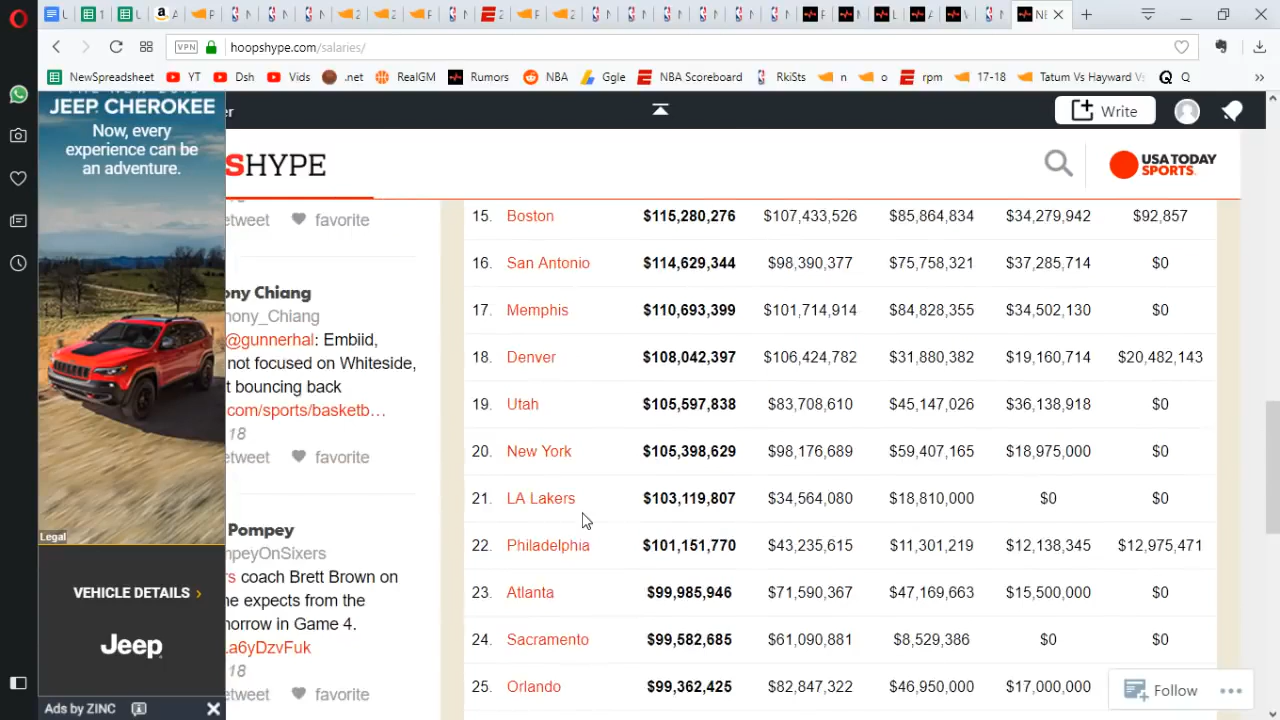 VPN hoopshype.com/salaries/
NewSpreadsheet YT Dsh Vids .net RealGM Rumors NBA Ggle NBA Scoreboard RkiSts n o rpm 17-18 Tatum Vs Hayward V Q
JEEP CHEROKEE
Now, every
experience can be
an adventure.
Legal
VEHICLE DETAILS ›
Jeep
Ads by ZINC
er
Write
SHYPE
USA TODAY
SPORTS
etweet favorite
ony Chiang
hony_Chiang
@gunnerhal: Embiid,
not focused on Whiteside,
t bouncing back
com/sports/basketb…
18
etweet favorite
Pompey
mpeyOnSixers
rs coach Brett Brown on
ne expects from the
morrow in Game 4.
.a6yDzvFuk
18
etweet favorite
15. Boston $115,280,276 $107,433,526 $85,864,834 $34,279,942 $92,857
16. San Antonio $114,629,344 $98,390,377 $75,758,321 $37,285,714 $0
17. Memphis $110,693,399 $101,714,914 $84,828,355 $34,502,130 $0
18. Denver $108,042,397 $106,424,782 $31,880,382 $19,160,714 $20,482,143
19. Utah $105,597,838 $83,708,610 $45,147,026 $36,138,918 $0
20. New York $105,398,629 $98,176,689 $59,407,165 $18,975,000 $0
21. LA Lakers $103,119,807 $34,564,080 $18,810,000 $0 $0
22. Philadelphia $101,151,770 $43,235,615 $11,301,219 $12,138,345 $12,975,471
23. Atlanta $99,985,946 $71,590,367 $47,169,663 $15,500,000 $0
24. Sacramento $99,582,685 $61,090,881 $8,529,386 $0 $0
25. Orlando $99,362,425 $82,847,322 $46,950,000 $17,000,000
Follow